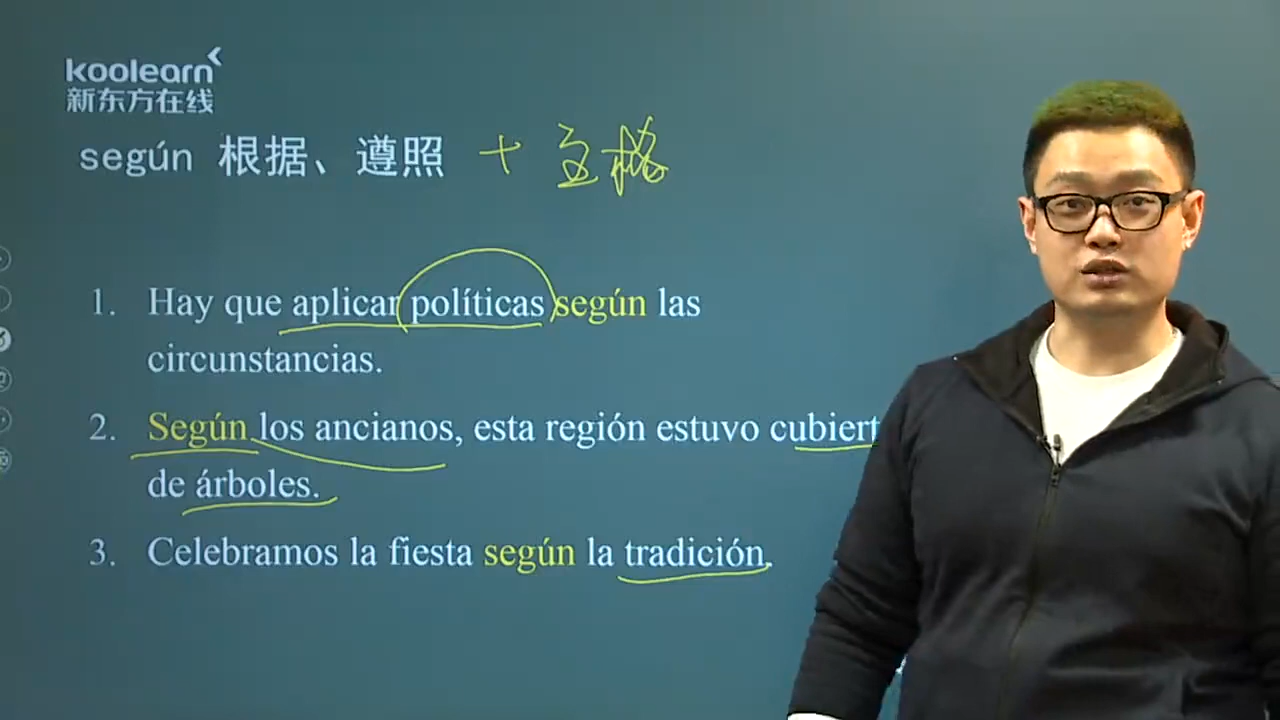 koolearn
新东方在线
según 根据、遵照 + 主格
1. Hay que aplicar políticas según las
circunstancias.
2. Según los ancianos, esta región estuvo cubiert
de árboles.
3. Celebramos la fiesta según la tradición.